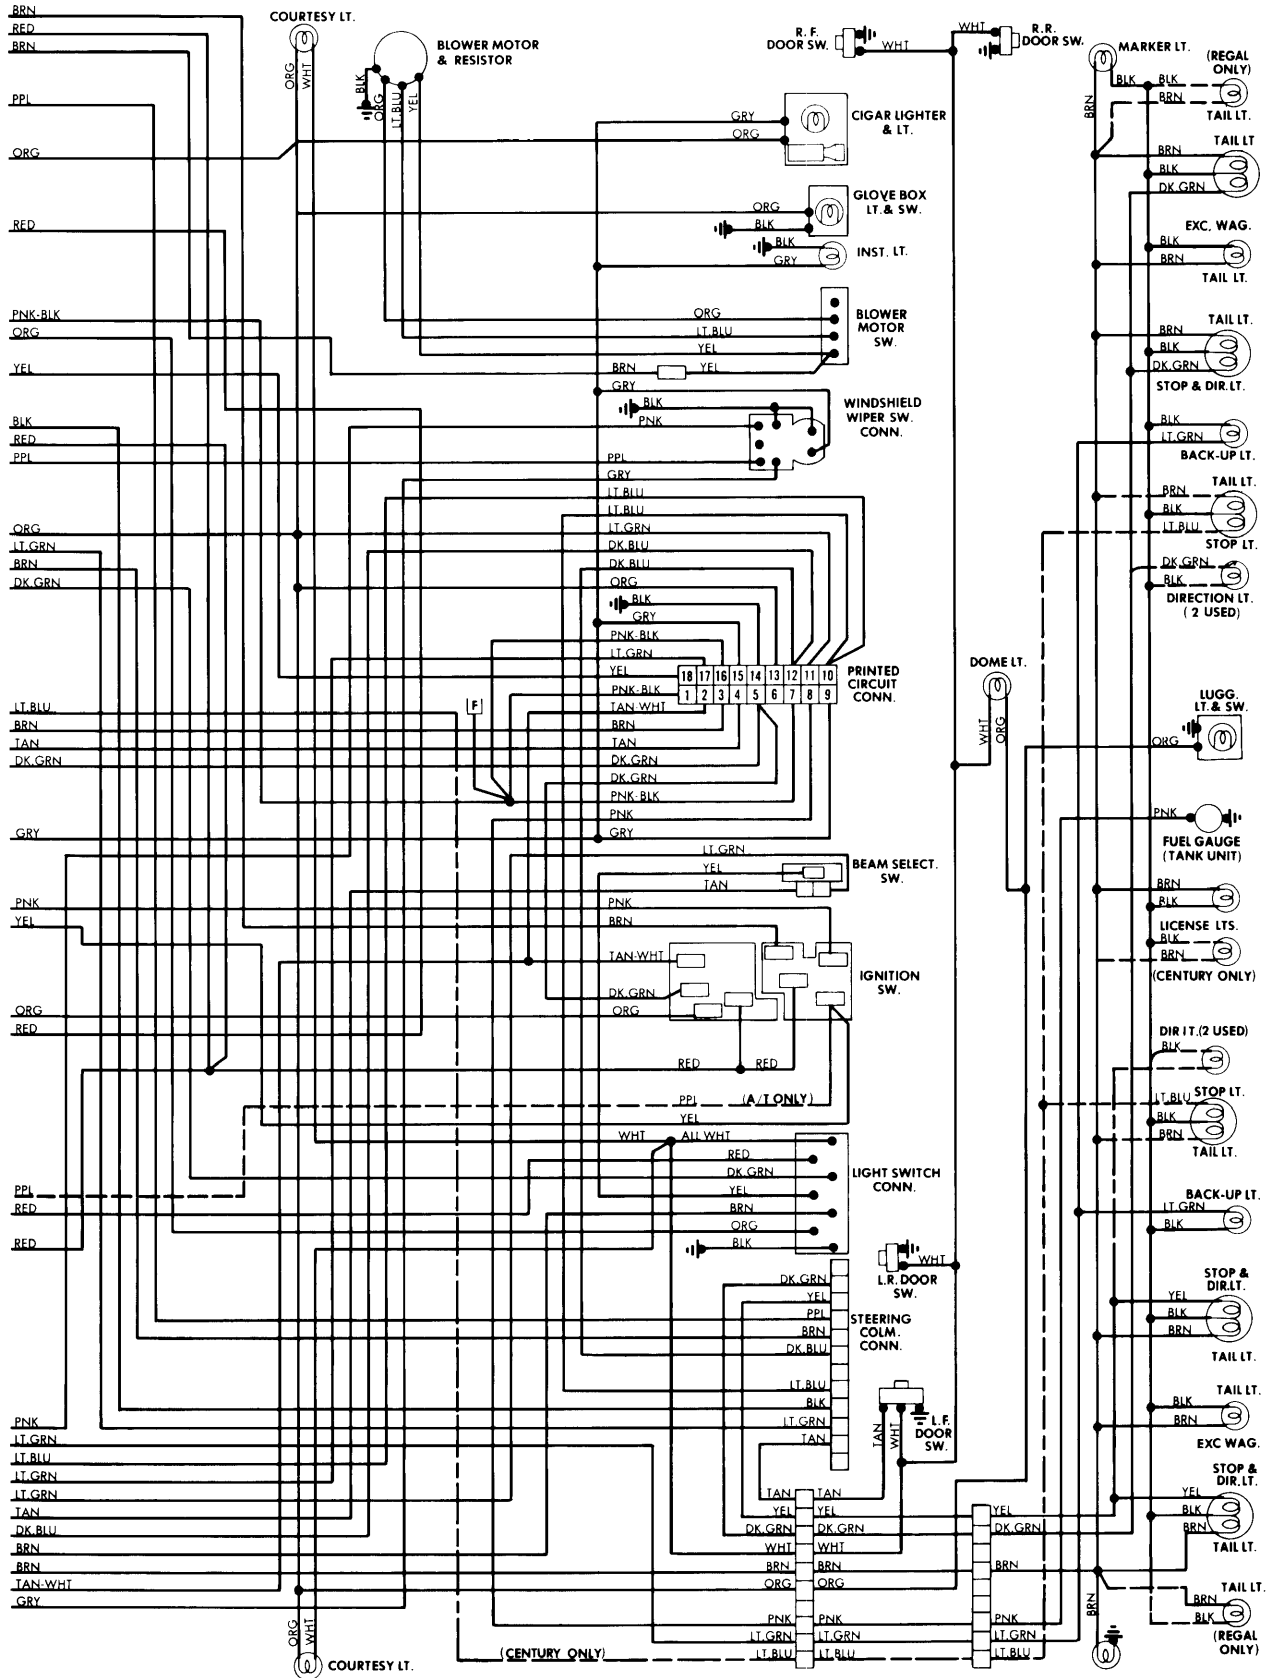 BRN
RED
BRN
PPL
ORG
RED
PNK-BLK
ORG
YEL
BLK
RED
PPL
ORG
LT.GRN
BRN
DK.GRN
LT.BLU
BRN
TAN
DK.GRN
GRY
PNK
YEL
ORG
RED
PPL
RED
RED
PNK
LT.GRN
LT.BLU
LT.GRN
LT.GRN
TAN
DK.BLU
BRN
BRN
TAN-WHT
GRY
COURTESY LT.
ORG
WHT
BLOWER MOTOR
& RESISTOR
BLK
ORG
LT.BLU
YEL
R. F.
DOOR SW.
WHT
WHT
R.R.
DOOR SW.
GRY
ORG
CIGAR LIGHTER
& LT.
ORG
BLK
GLOVE BOX
LT. & SW.
BLK
GRY
INST. LT.
ORG
LT.BLU
YEL
BLOWER
MOTOR
SW.
BRN
YEL
GRY
BLK
PNK
WINDSHIELD
WIPER SW.
CONN.
PPL
GRY
LT.BLU
LT.BLU
LT.GRN
DK.BLU
DK.BLU
ORG
BLK
GRY
PNK-BLK
LT.GRN
YEL
PNK-BLK
TAN-WHT
BRN
TAN
DK.GRN
DK.GRN
PNK-BLK
PNK
GRY
18 17 16 15 14 13 12 11 10
1 2 3 4 5 6 7 8 9
PRINTED
CIRCUIT
CONN.
F
LT.GRN
YEL
TAN
BEAM SELECT.
SW.
PNK
BRN
TAN-WHT
DK.GRN
ORG
IGNITION
SW.
RED
RED
PPL
(A/T ONLY)
YEL
WHT
ALL WHT
RED
DK.GRN
YEL
BRN
ORG
BLK
LIGHT SWITCH
CONN.
WHT
L.R. DOOR
SW.
DK.GRN
YEL
PPL
BRN
DK.BLU
LT.BLU
BLK
LT.GRN
TAN
STEERING
COLM.
CONN.
TAN
WHT
L.F.
DOOR
SW.
TAN
YEL
DK.GRN
WHT
BRN
ORG
PNK
LT.GRN
LT.BLU
TAN
YEL
DK.GRN
WHT
BRN
ORG
PNK
LT.GRN
LT.BLU
YEL
DK.GRN
BRN
PNK
LT.GRN
LT.BLU
(CENTURY ONLY)
ORG
WHT
COURTESY LT.
DOME LT.
WHT
ORG
MARKER LT.
BRN
BLK
BLK
BRN
(REGAL
ONLY)
TAIL LT.
TAIL LT
BRN
BLK
DK.GRN
EXC. WAG.
BLK
BRN
TAIL LT.
TAIL LT.
BRN
BLK
DK.GRN
STOP & DIR.LT.
BLK
LT.GRN
BACK-UP LT.
TAIL LT.
BRN
BLK
LT.BLU
STOP LT.
DK.GRN
BLK
DIRECTION LT.
( 2 USED)
LUGG.
LT.& SW.
ORG
PNK
FUEL GAUGE
(TANK UNIT)
BRN
BLK
LICENSE LTS.
BLK
BRN
(CENTURY ONLY)
DIR LT.(2 USED)
BLK
STOP LT.
LT.BLU
BLK
BRN
TAIL LT.
BACK-UP LT.
LT.GRN
BLK
STOP &
DIR.LT.
YEL
BLK
BRN
TAIL LT.
TAIL LT.
BLK
BRN
EXC WAG.
STOP &
DIR.LT.
YEL
BLK
BRN
TAIL LT.
TAIL LT.
BRN
BLK
(REGAL
ONLY)
BRN